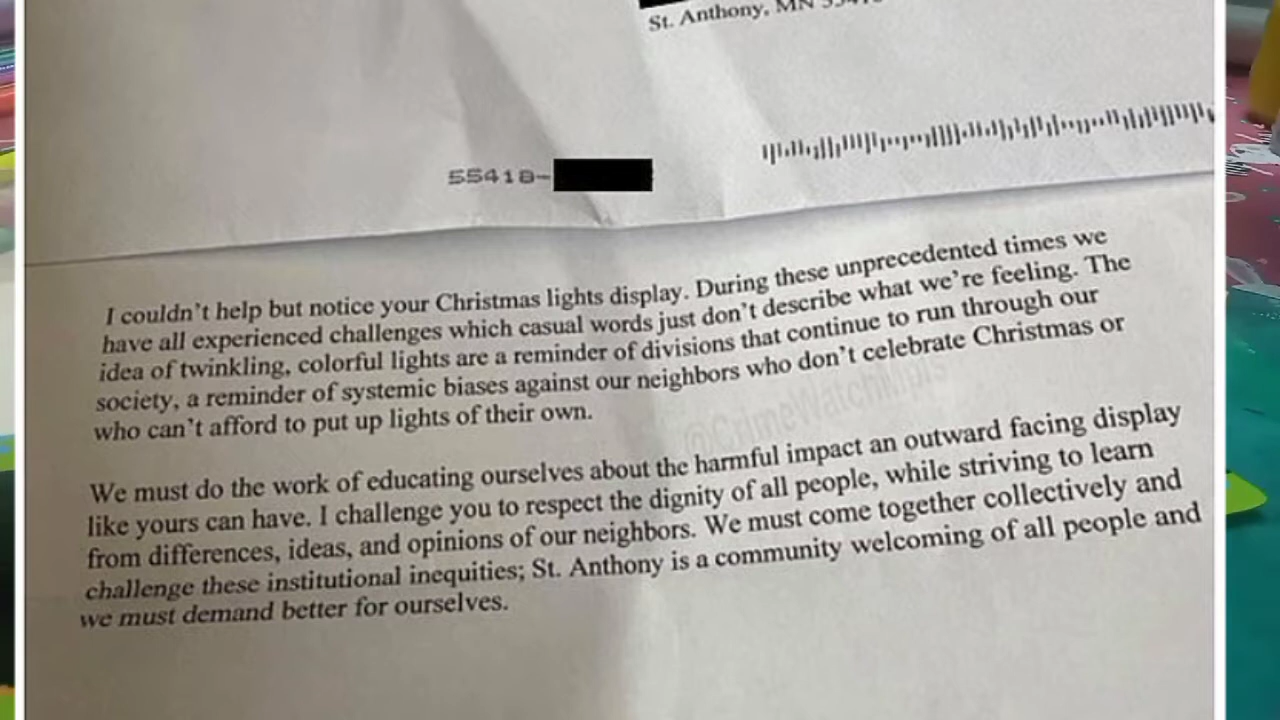 St. Anthony, MN
55418-
I couldn't help but notice your Christmas lights display. During these unprecedented times we
have all experienced challenges which casual words just don't describe what we're feeling. The
idea of twinkling, colorful lights are a reminder of divisions that continue to run through our
society, a reminder of systemic biases against our neighbors who don't celebrate Christmas or
who can't afford to put up lights of their own.
@CrimeWatchMpls
We must do the work of educating ourselves about the harmful impact an outward facing display
like yours can have. I challenge you to respect the dignity of all people, while striving to learn
from differences, ideas, and opinions of our neighbors. We must come together collectively and
challenge these institutional inequities; St. Anthony is a community welcoming of all people and
we must demand better for ourselves.